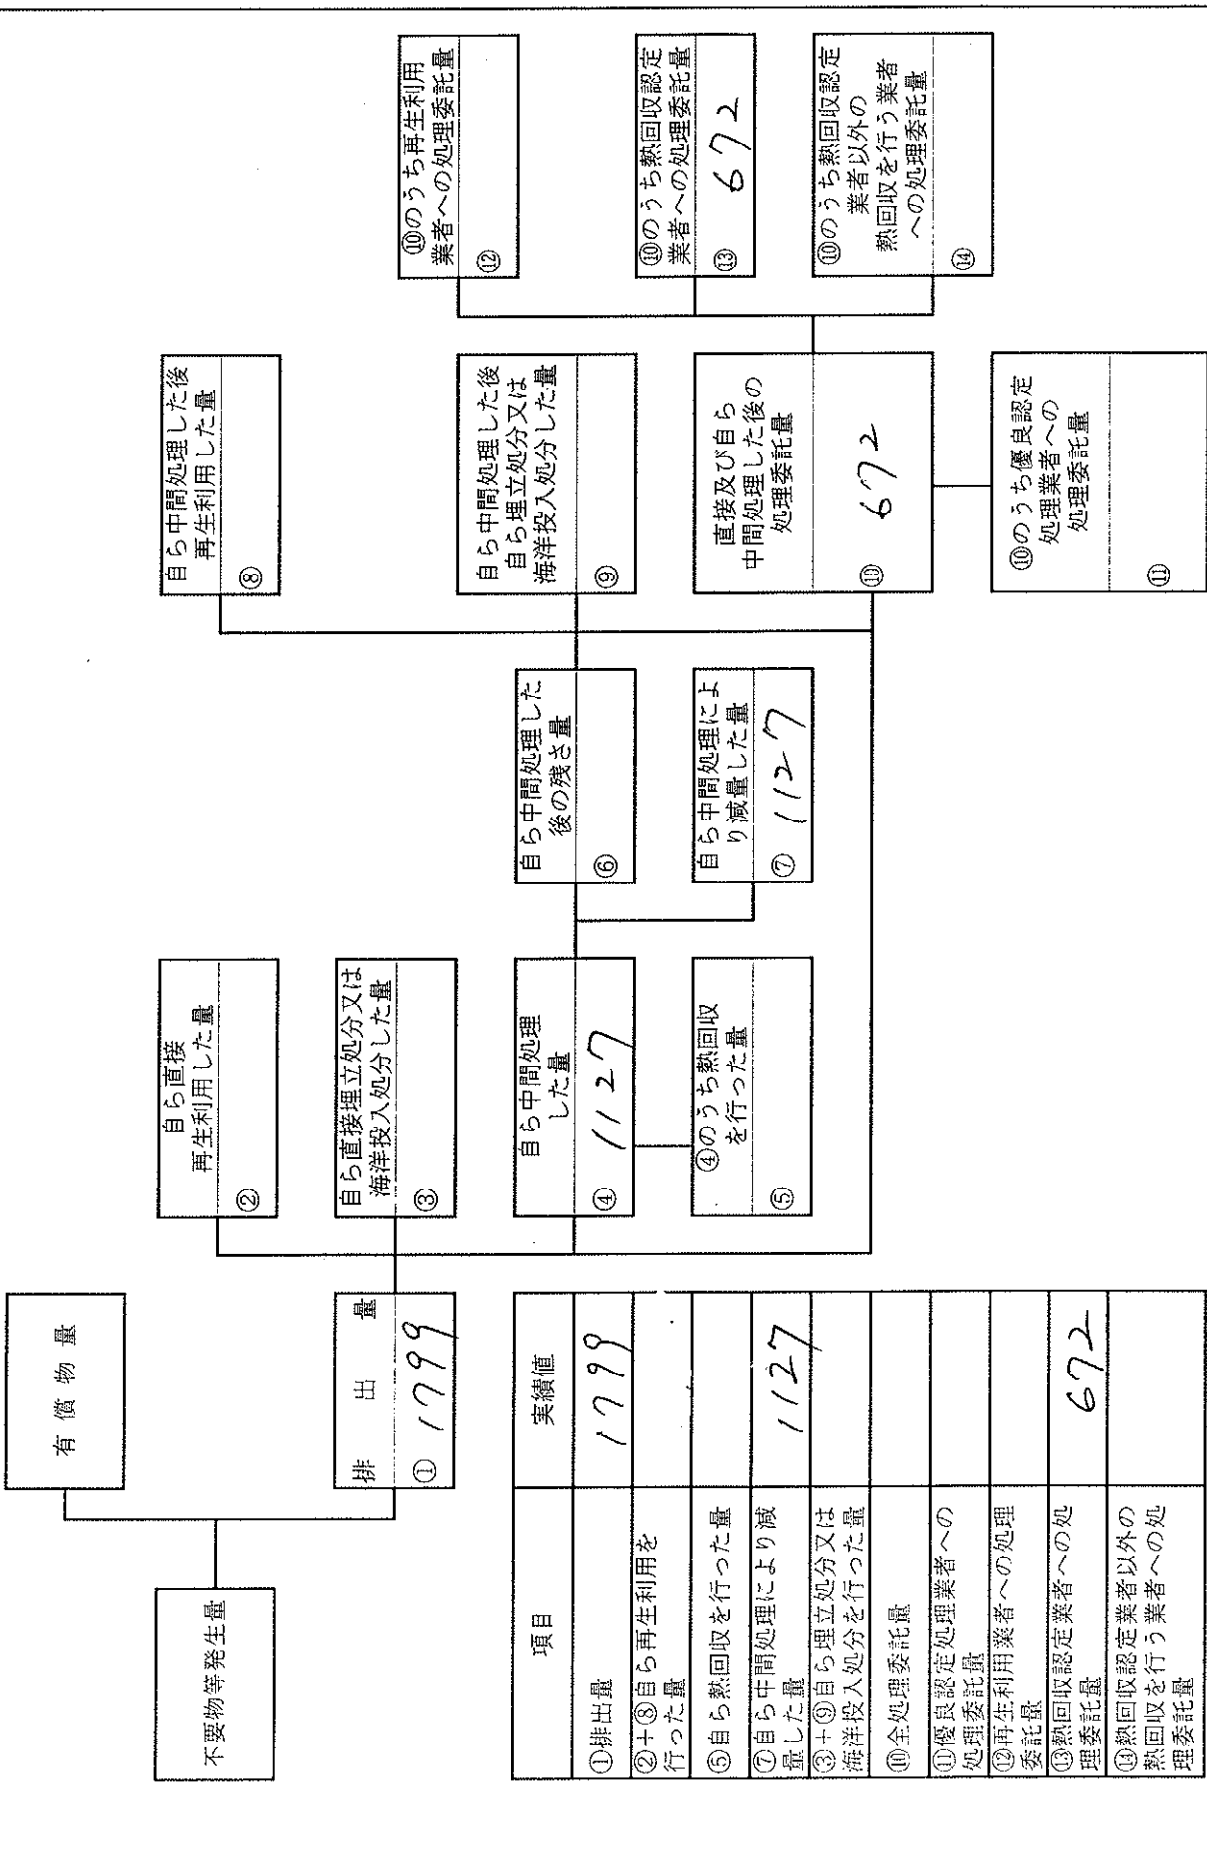 不要物等発生量
有償物量
排出量
① 1799
自ら直接
再生利用した量
②
自ら直接埋立処分又は
海洋投入処分した量
③
自ら中間処理
した量
④ 1127
④のうち熱回収
を行った量
⑤
自ら中間処理した
後の残さ量
⑥
自ら中間処理によ
り減量した量
⑦ 1127
自ら中間処理した後
再生利用した量
⑧
自ら中間処理した後
自ら埋立処分又は
海洋投入処分した量
⑨
直接及び自ら
中間処理した後の
処理委託量
⑩ 672
⑩のうち優良認定
処理業者への
処理委託量
⑪
⑩のうち再生利用
業者への処理委託量
⑫
⑩のうち熱回収認定
業者への処理委託量
⑬ 672
⑩のうち熱回収認定
業者以外の
熱回収を行う業者
への処理委託量
⑭
項目 実績値
①排出量 1799
②+⑧自ら再生利用を
行った量
⑤自ら熱回収を行った量
⑦自ら中間処理により減
量した量 1127
③+⑨自ら埋立処分又は
海洋投入処分を行った量
⑩全処理委託量
⑪優良認定処理業者への
処理委託量
⑫再生利用業者への処理
委託量
⑬熱回収認定業者への処
理委託量 672
⑭熱回収認定業者以外の
熱回収を行う業者への処
理委託量